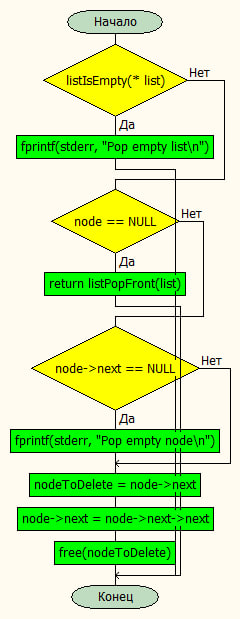 Начало
listIsEmpty(* list)
Нет
Да
fprintf(stderr, "Pop empty list\n")
node == NULL
Нет
Да
return listPopFront(list)
node->next == NULL
Нет
Да
fprintf(stderr, "Pop empty node\n")
nodeToDelete = node->next
node->next = node->next->next
free(nodeToDelete)
Конец